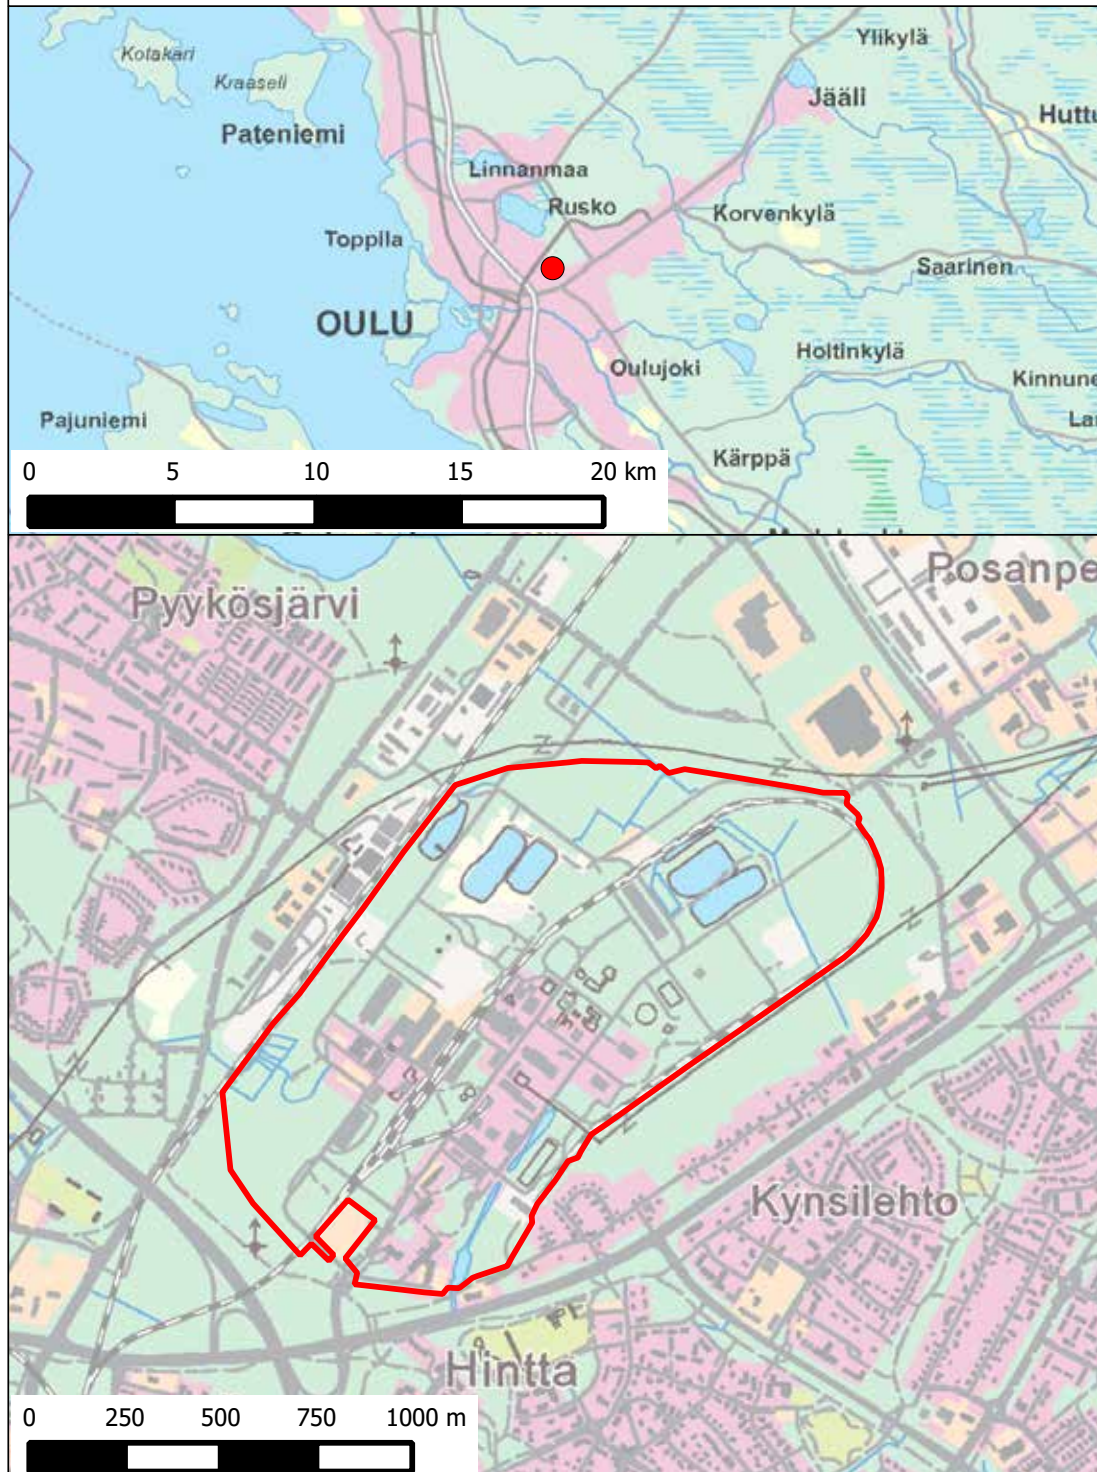 Kotakari
Kraaseli
Ylikylä
Jääli
Pateniemi
Linnanmaa
Rusko
Korvenkylä
Toppila
Saarinen
OULU
Holtinkylä
Oulujoki
Pajuniemi
Kärppä
0 5 10 15 20 km
Pyykösjärvi
Kynsilehto
Hintta
0 250 500 750 1000 m